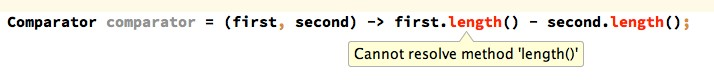 Comparator comparator = (first, second) -> first.length() - second.length();
Cannot resolve method 'length()'